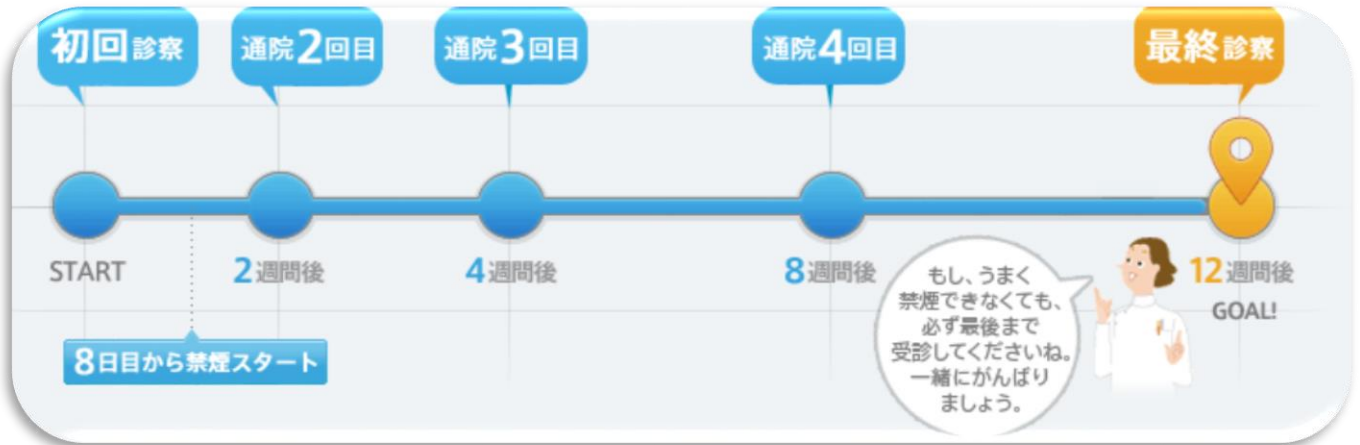 初回診察
通院2回目
通院3回目
通院4回目
最終診察
START
2週間後
4週間後
8週間後
12週間後
GOAL!
8日目から禁煙スタート
もし、うまく
禁煙できなくても、
必ず最後まで
受診してくださいね。
一緒にがんばり
ましょう。